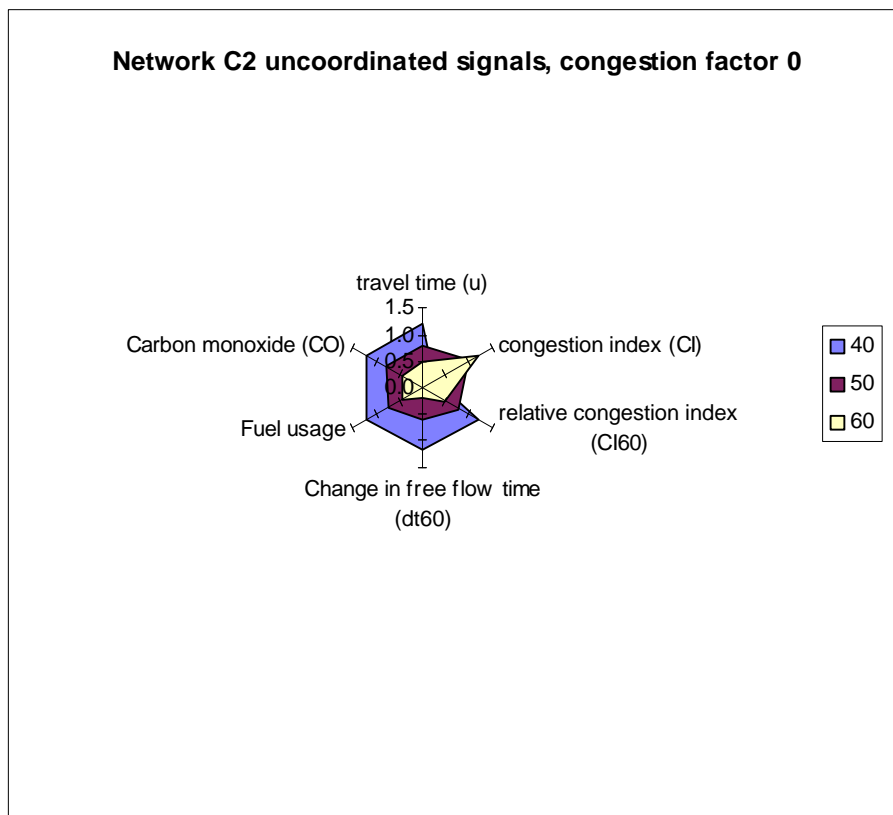 Network C2 uncoordinated signals, congestion factor 0
travel time (u)
1.5
1.0
0.5
0.0
congestion index (CI)
relative congestion index
(CI60)
Change in free flow time
(dt60)
Fuel usage
Carbon monoxide (CO)
40
50
60